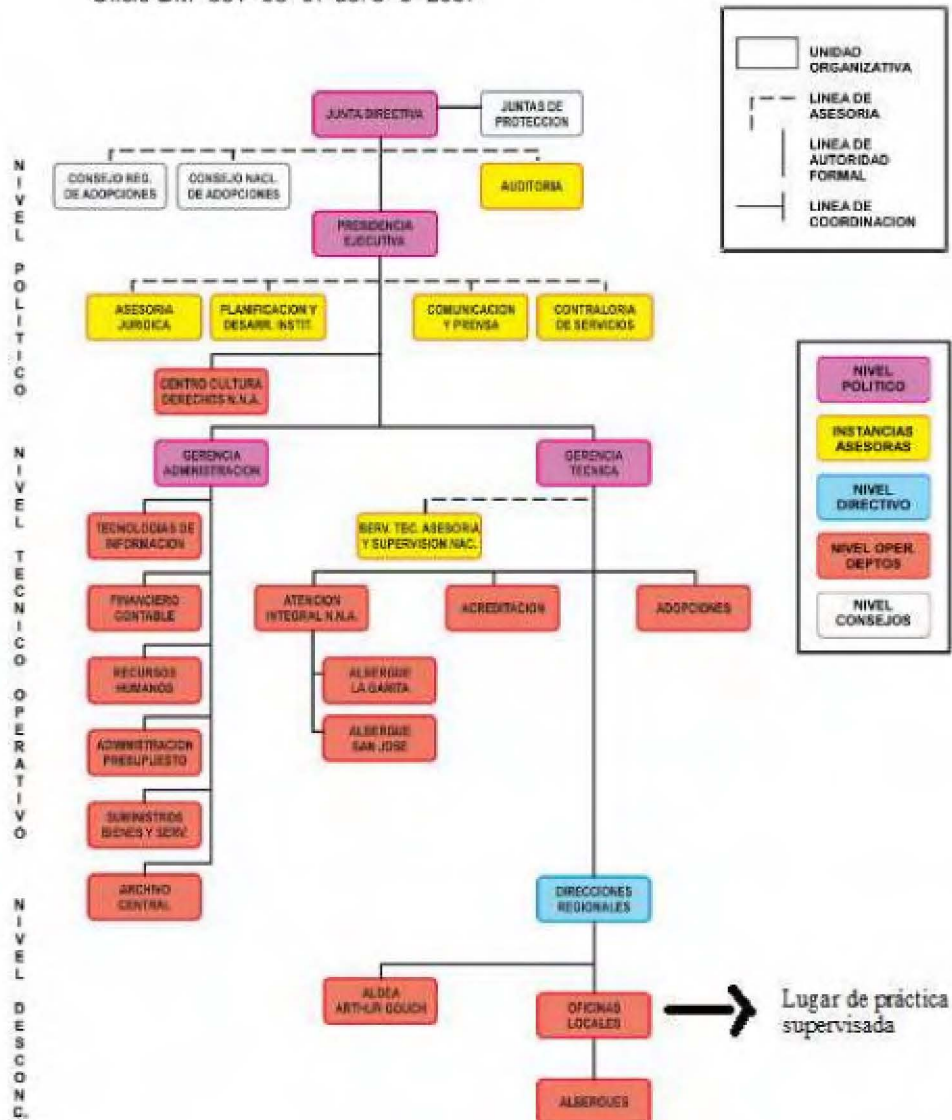 UNIDAD
ORGANIZATIVA
LINEA DE
ASESORIA
LINEA DE
AUTORIDAD
FORMAL
LINEA DE
COORDINACION
JUNTA DIRECTIVA
JUNTAS DE
PROTECCION
CONSEJO REG.
DE ADOPCIONES
CONSEJO NACL.
DE ADOPCIONES
AUDITORIA
PRESIDENCIA
EJECUTIVA
NIVEL POLITICO
ASESORIA
JURIDICA
PLANIFICACION Y
DESARR. INSTIT.
COMUNICACION
Y PRENSA
CONTRALORIA
DE SERVICIOS
CENTRO CULTURA
DERECHOS N.N.A.
NIVEL
POLITICO
INSTANCIAS
ASESORAS
NIVEL
DIRECTIVO
NIVEL OPER.
DEPTOS
NIVEL
CONSEJOS
NIVEL TECNICO OPERATIVO
GERENCIA
ADMINISTRACION
GERENCIA
TECNICA
TECNOLOGIAS DE
INFORMACION
SERV. TEC. ASESORIA
Y SUPERVISION NAC.
FINANCIERO
CONTABLE
ATENCION
INTEGRAL N.N.A.
ACREDITACION
ADOPCIONES
RECURSOS
HUMANOS
ALBERGUE
LA GARITA
ADMINISTRACION
PRESUPUESTO
ALBERGUE
SAN JOSE
SUMINISTROS
BIENES Y SERV.
ARCHIVO
CENTRAL
NIVEL DESCONC.
DIRECCIONES
REGIONALES
ALDEA
ARTHUR GOUCH
OFICINAS
LOCALES
Lugar de práctica
supervisada
ALBERGUES